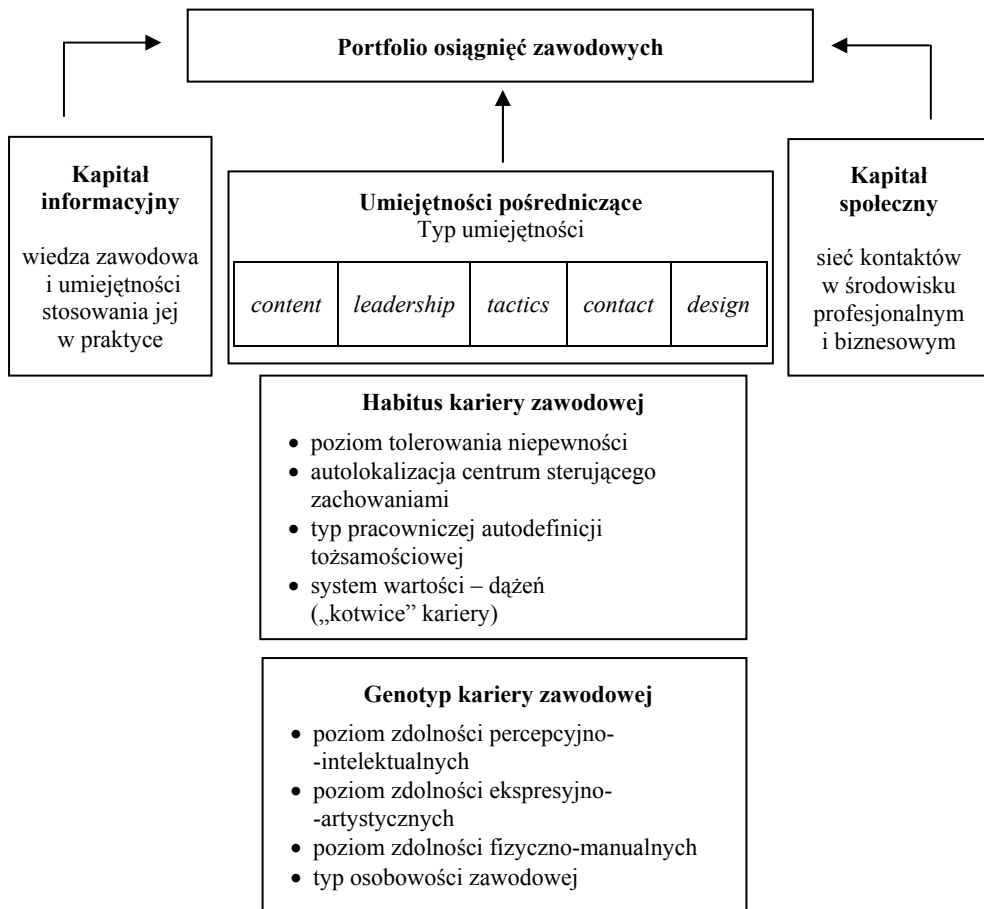 Portfolio osiągnięć zawodowych
Kapitał
informacyjny
wiedza zawodowa
i umiejętności
stosowania jej
w praktyce
Umiejętności pośredniczące
Typ umiejętności
content
leadership
tactics
contact
design
Kapitał
społeczny
sieć kontaktów
w środowisku
profesjonalnym
i biznesowym
Habitus kariery zawodowej
• poziom tolerowania niepewności
• autolokalizacja centrum sterującego
zachowaniami
• typ pracowniczej autodefinicji
tożsamościowej
• system wartości – dążeń
(„kotwice” kariery)
Genotyp kariery zawodowej
• poziom zdolności percepcyjno-
-intelektualnych
• poziom zdolności ekspresyjno-
-artystycznych
• poziom zdolności fizyczno-manualnych
• typ osobowości zawodowej